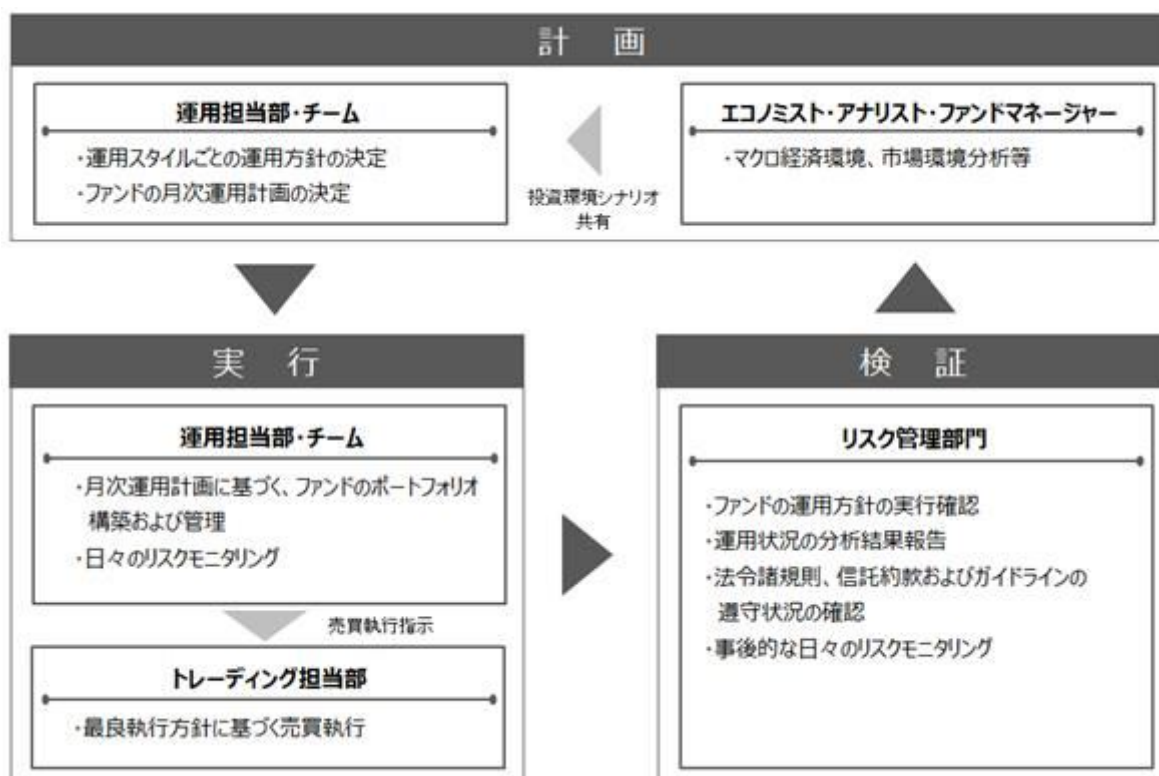 計 画
運用担当部・チーム
・運用スタイルごとの運用方針の決定
・ファンドの月次運用計画の決定
投資環境シナリオ
共有
エコノミスト・アナリスト・ファンドマネージャー
・マクロ経済環境、市場環境分析等
実 行
運用担当部・チーム
・月次運用計画に基づく、ファンドのポートフォリオ
構築および管理
・日々のリスクモニタリング
売買執行指示
トレーディング担当部
・最良執行方針に基づく売買執行
検 証
リスク管理部門
・ファンドの運用方針の実行確認
・運用状況の分析結果報告
・法令諸規則、信託約款およびガイドラインの
遵守状況の確認
・事後的な日々のリスクモニタリング